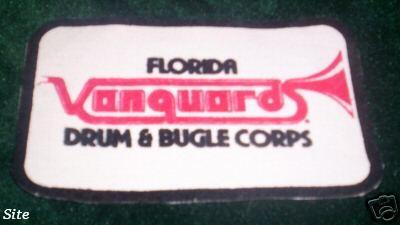 FLORIDA
Vanguards
DRUM & BUGLE CORPS
Site